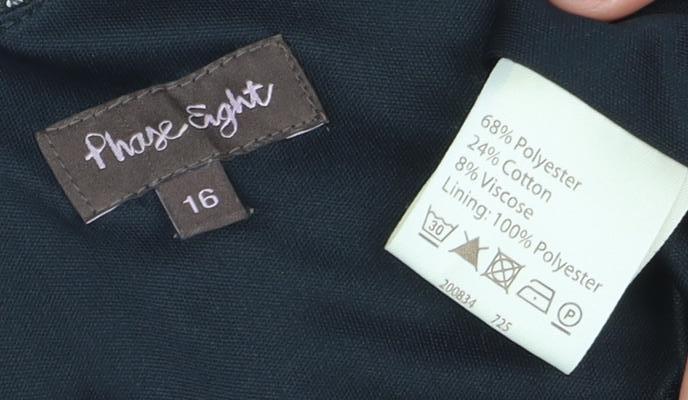 Phase Eight
16
68% Polyester
24% Cotton
8% Viscose
Lining: 100% Polyester
30
P
200834 725